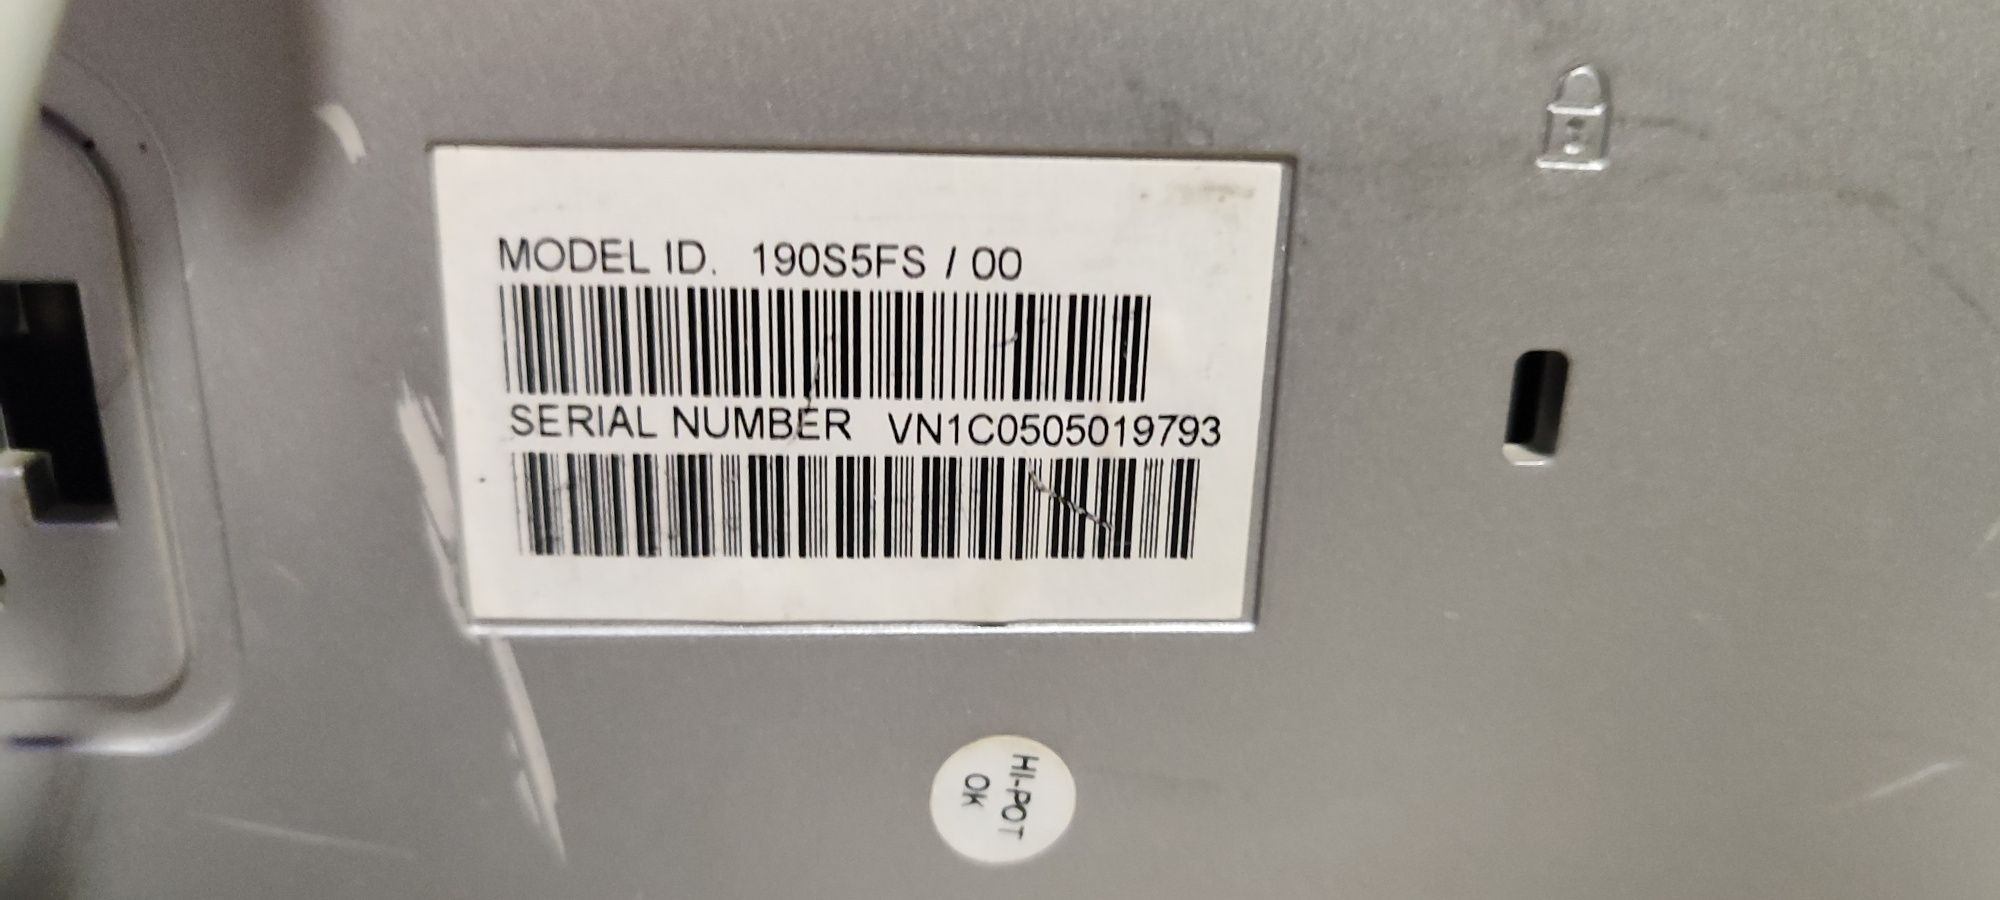 MODEL ID. 190S5FS / 00
SERIAL NUMBER VN1C0505019793
HI-POT
OK